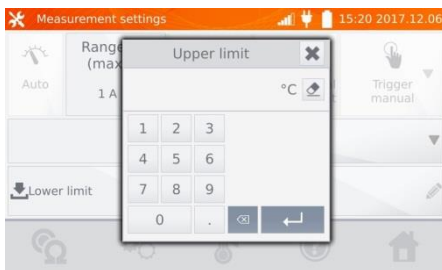 Measurement settings 15:20 2017.12.06
Auto
Range
(max
1 A
Upper limit
°C
1 2 3
4 5 6
7 8 9
0 .
Trigger
manual
Lower limit